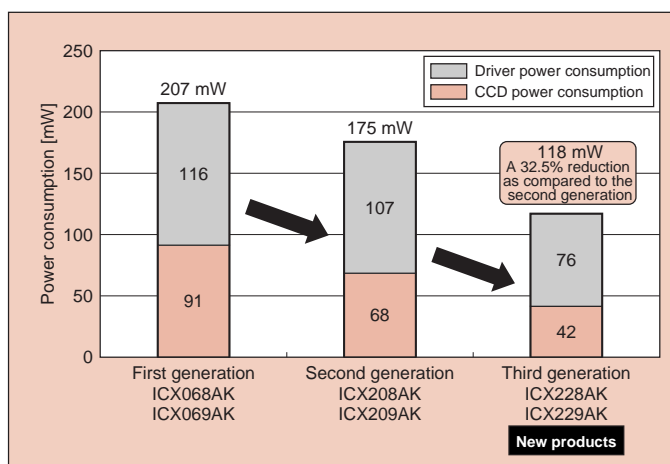 Power consumption [mW]
250
200
150
100
50
0
Driver power consumption
CCD power consumption
207 mW
116
91
175 mW
107
68
118 mW
A 32.5% reduction
as compared to the
second generation
76
42
First generation
ICX068AK
ICX069AK
Second generation
ICX208AK
ICX209AK
Third generation
ICX228AK
ICX229AK
New products